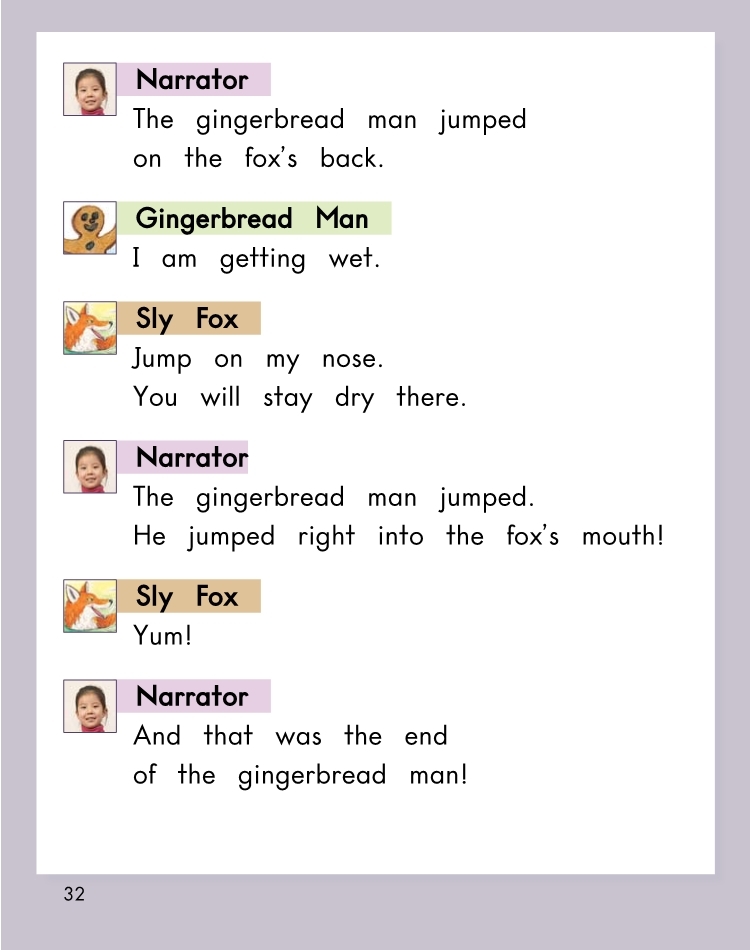 Narrator
The gingerbread man jumped
on the fox's back.
Gingerbread Man
I am getting wet.
Sly Fox
Jump on my nose.
You will stay dry there.
Narrator
The gingerbread man jumped.
He jumped right into the fox's mouth!
Sly Fox
Yum!
Narrator
And that was the end
of the gingerbread man!
32